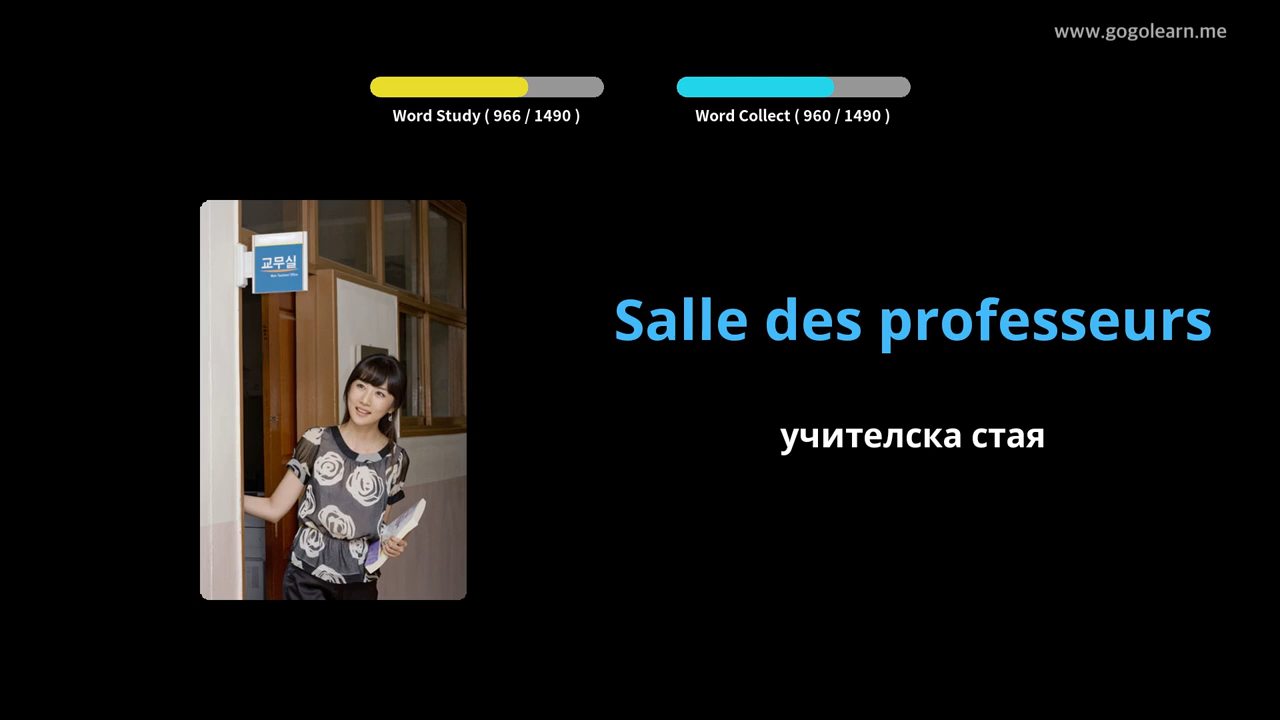 www.gogolearn.me
Word Study ( 966 / 1490 )
Word Collect ( 960 / 1490 )
교무실
Salle des professeurs
учителска стая